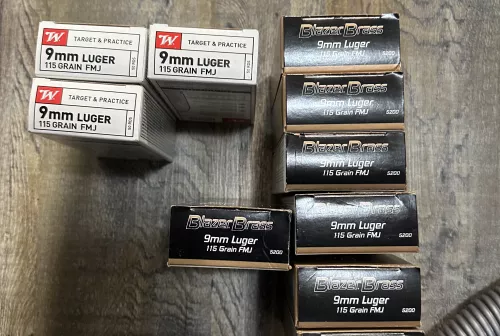 W TARGET & PRACTICE
9mm LUGER
115 GRAIN FMJ
W TARGET & PRACTICE
9mm LUGER
115 GRAIN FMJ
W TARGET & PRACTICE
9mm LUGER
115 GRAIN FMJ
Blazer Brass
9mm Luger
115 Grain FMJ
5200
Blazer Brass
9mm Luger
115 Grain FMJ
5200
Blazer Brass
9mm Luger
115 Grain FMJ
5200
Blazer Brass
9mm Luger
115 Grain FMJ
5200
Blazer Brass
9mm Luger
115 Grain FMJ
5200
Blazer Brass
9mm Luger
115 Grain FMJ
5200